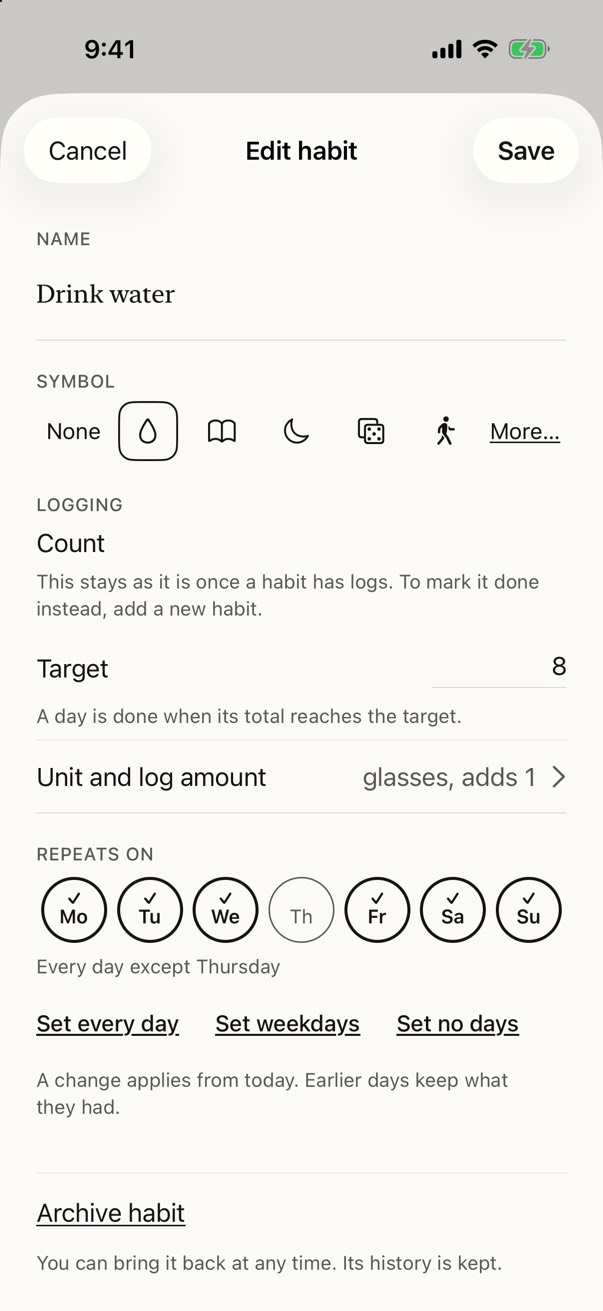 9:41
Cancel Edit habit Save
NAME
Drink water
SYMBOL
None More...
LOGGING
Count
This stays as it is once a habit has logs. To mark it done
instead, add a new habit.
Target 8
A day is done when its total reaches the target.
Unit and log amount glasses, adds 1
REPEATS ON
Mo Tu We Th Fr Sa Su
Every day except Thursday
Set every day Set weekdays Set no days
A change applies from today. Earlier days keep what
they had.
Archive habit
You can bring it back at any time. Its history is kept.